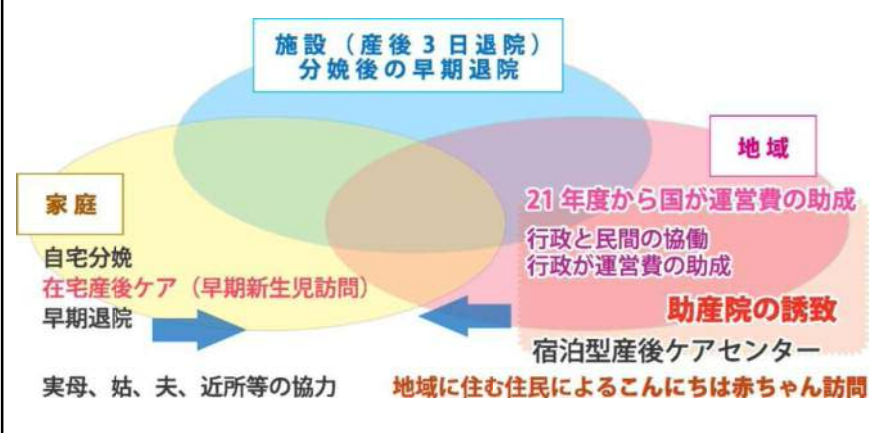 施設（産後3日退院）
分娩後の早期退院
地域
家庭
21年度から国が運営費の助成
行政と民間の協働
行政が運営費の助成
自宅分娩
在宅産後ケア（早期新生児訪問）
早期退院
助産院の誘致
宿泊型産後ケアセンター
実母、姑、夫、近所等の協力
地域に住む住民によるこんにちは赤ちゃん訪問